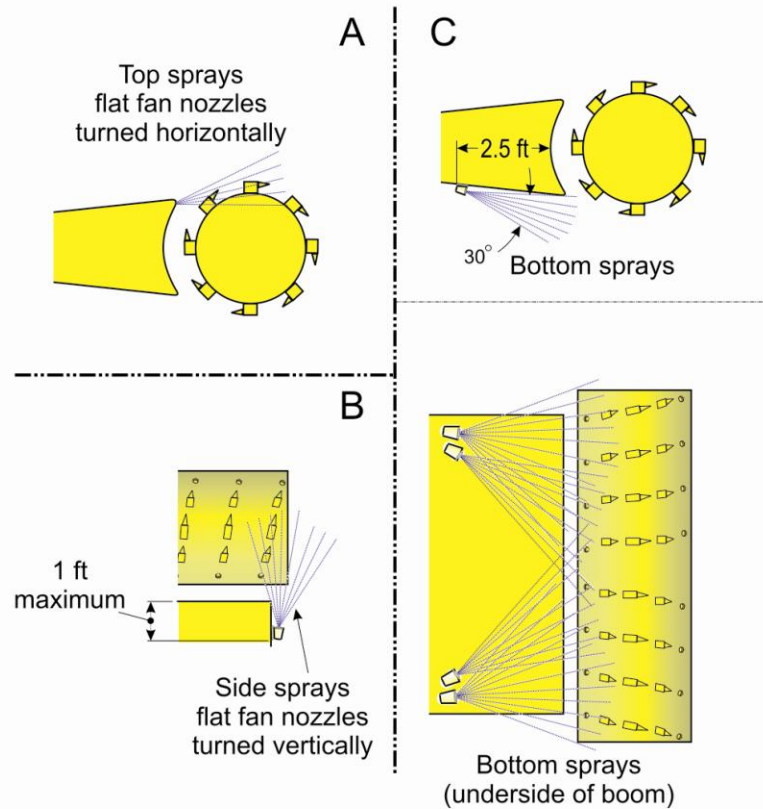 A
Top sprays
flat fan nozzles
turned horizontally
B
1 ft
maximum
Side sprays
flat fan nozzles
turned vertically
C
2.5 ft
30°
Bottom sprays
Bottom sprays
(underside of boom)